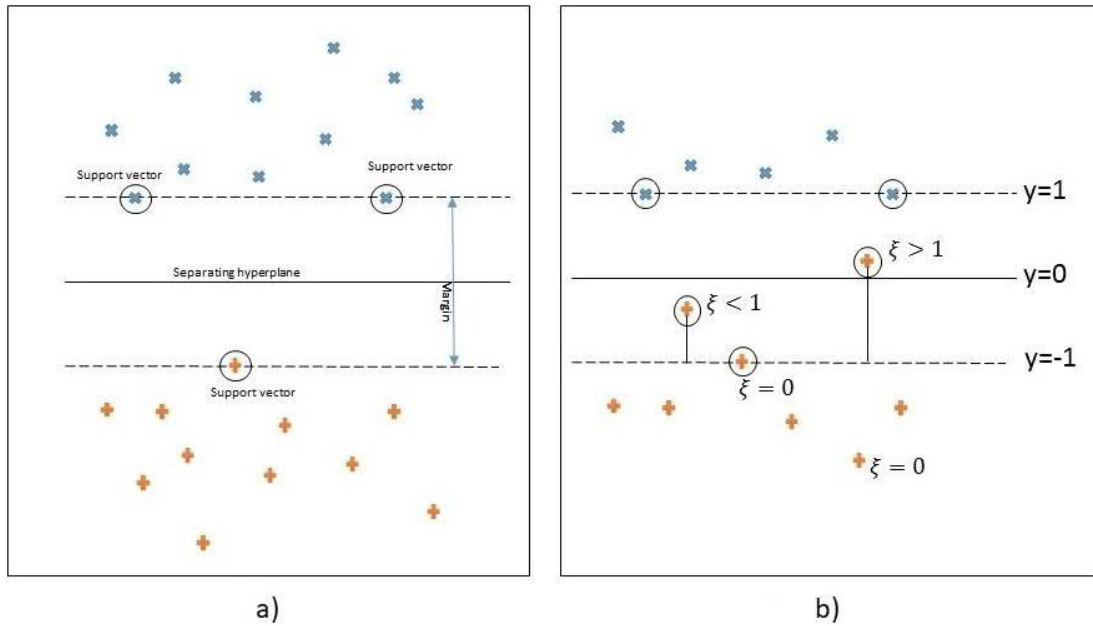 Support vector
Support vector
Separating hyperplane
Margin
Support vector
a)
y=1
ξ > 1
y=0
ξ < 1
y=-1
ξ = 0
ξ = 0
b)